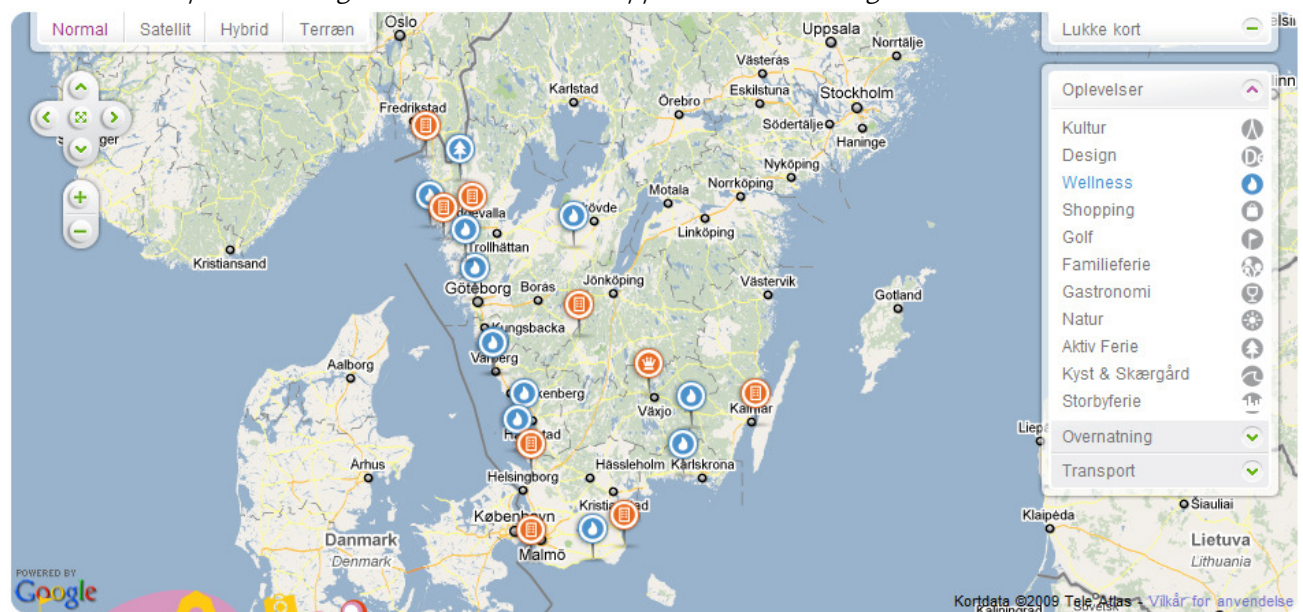 Normal Satellit Hybrid Terræn
Lukke kort
Oplevelser
Kultur
Design
Wellness
Shopping
Golf
Familieferie
Gastronomi
Natur
Aktiv Ferie
Kyst & Skærgård
Storbyferie
Overnatning
Transport
Oslo
Uppsala
Norrtälje
Västerås
Karlstad
Eskilstuna
Stockholm
Örebro
Fredrikstad
Södertälje
Haninge
Nyköping
Motala
Norrköping
Linköping
Trollhättan
Kristiansand
Jönköping
Västervik
Göteborg
Borås
Gotland
Kungsbacka
Aalborg
Växjo
Kalmar
Århus
Hässleholm
Karlskrona
Helsingborg
København
Malmö
Danmark
Denmark
Klaipėda
Šiauliai
Lietuva
Lithuania
POWERED BY
Google
Kortdata ©2009 Tele Atlas - Vilkår for anvendelse